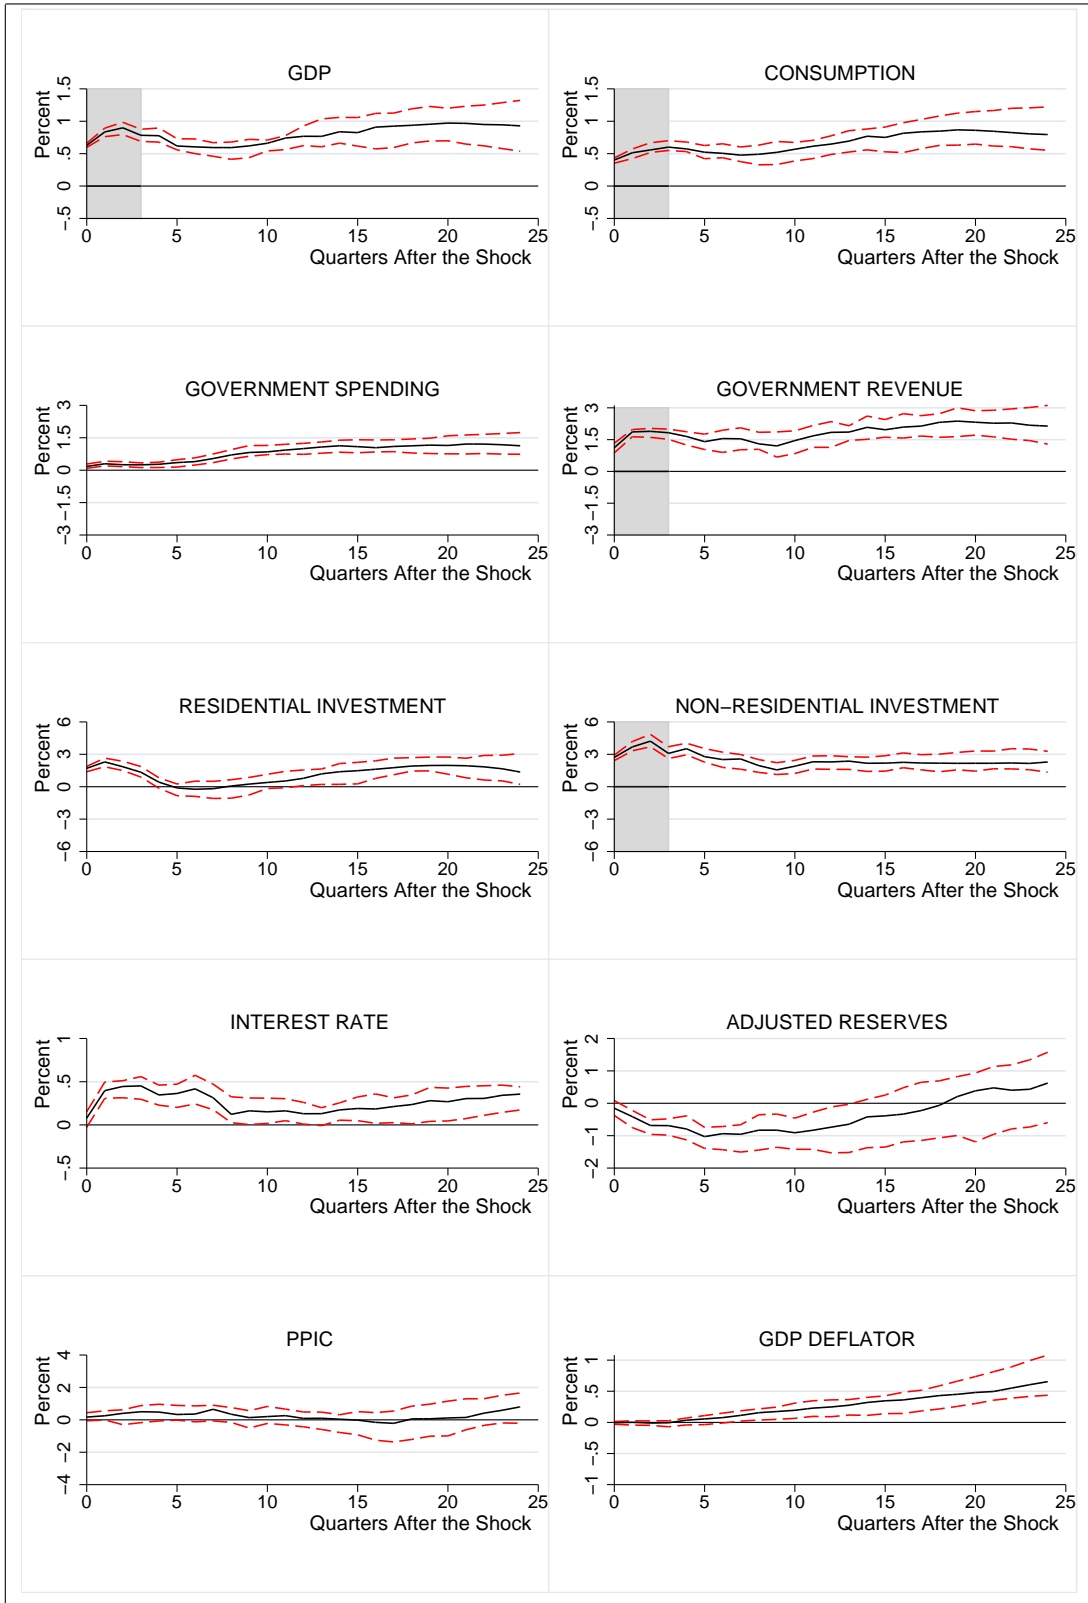 GDP
Percent
−.5 0 .5 1 1.5
0 5 10 15 20 25
Quarters After the Shock
CONSUMPTION
Percent
−.5 0 .5 1 1.5
0 5 10 15 20 25
Quarters After the Shock
GOVERNMENT SPENDING
Percent
−3 −1.5 0 1.5 3
0 5 10 15 20 25
Quarters After the Shock
GOVERNMENT REVENUE
Percent
−3 −1.5 0 1.5 3
0 5 10 15 20 25
Quarters After the Shock
RESIDENTIAL INVESTMENT
Percent
−6 −3 0 3 6
0 5 10 15 20 25
Quarters After the Shock
NON−RESIDENTIAL INVESTMENT
Percent
−6 −3 0 3 6
0 5 10 15 20 25
Quarters After the Shock
INTEREST RATE
Percent
−.5 0 .5 1
0 5 10 15 20 25
Quarters After the Shock
ADJUSTED RESERVES
Percent
−2 −1 0 1 2
0 5 10 15 20 25
Quarters After the Shock
PPIC
Percent
−4 −2 0 2 4
0 5 10 15 20 25
Quarters After the Shock
GDP DEFLATOR
Percent
−1 −.5 0 .5 1
0 5 10 15 20 25
Quarters After the Shock